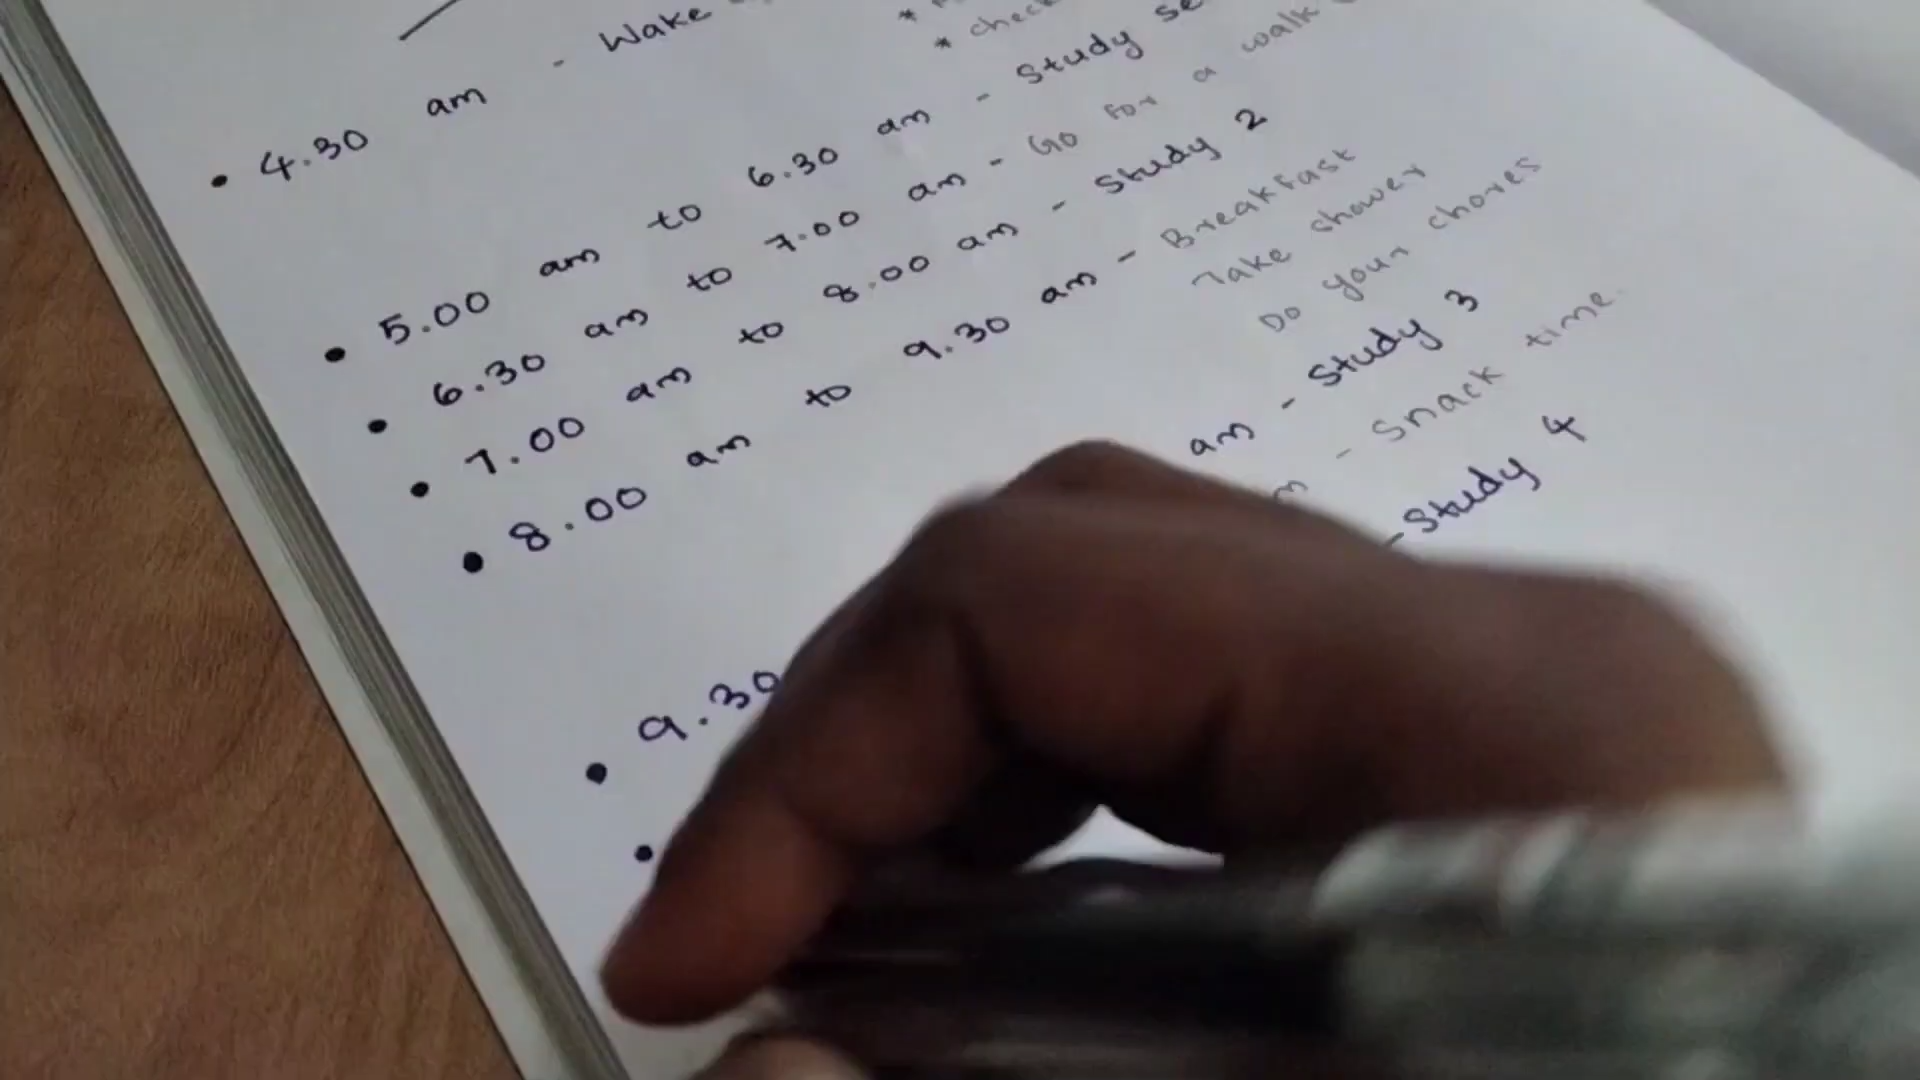 • 4.30 am - Wake
* check
• 5.00 am to 6.30 am - Study
• 6.30 am to 7.00 am - Go for a walk
• 7.00 am to 8.00 am - Study 2
• 8.00 am to 9.30 am - Breakfast
Take shower
Do your chores
• 9.30 am - Study 3
• - Snack time.
- Study 4